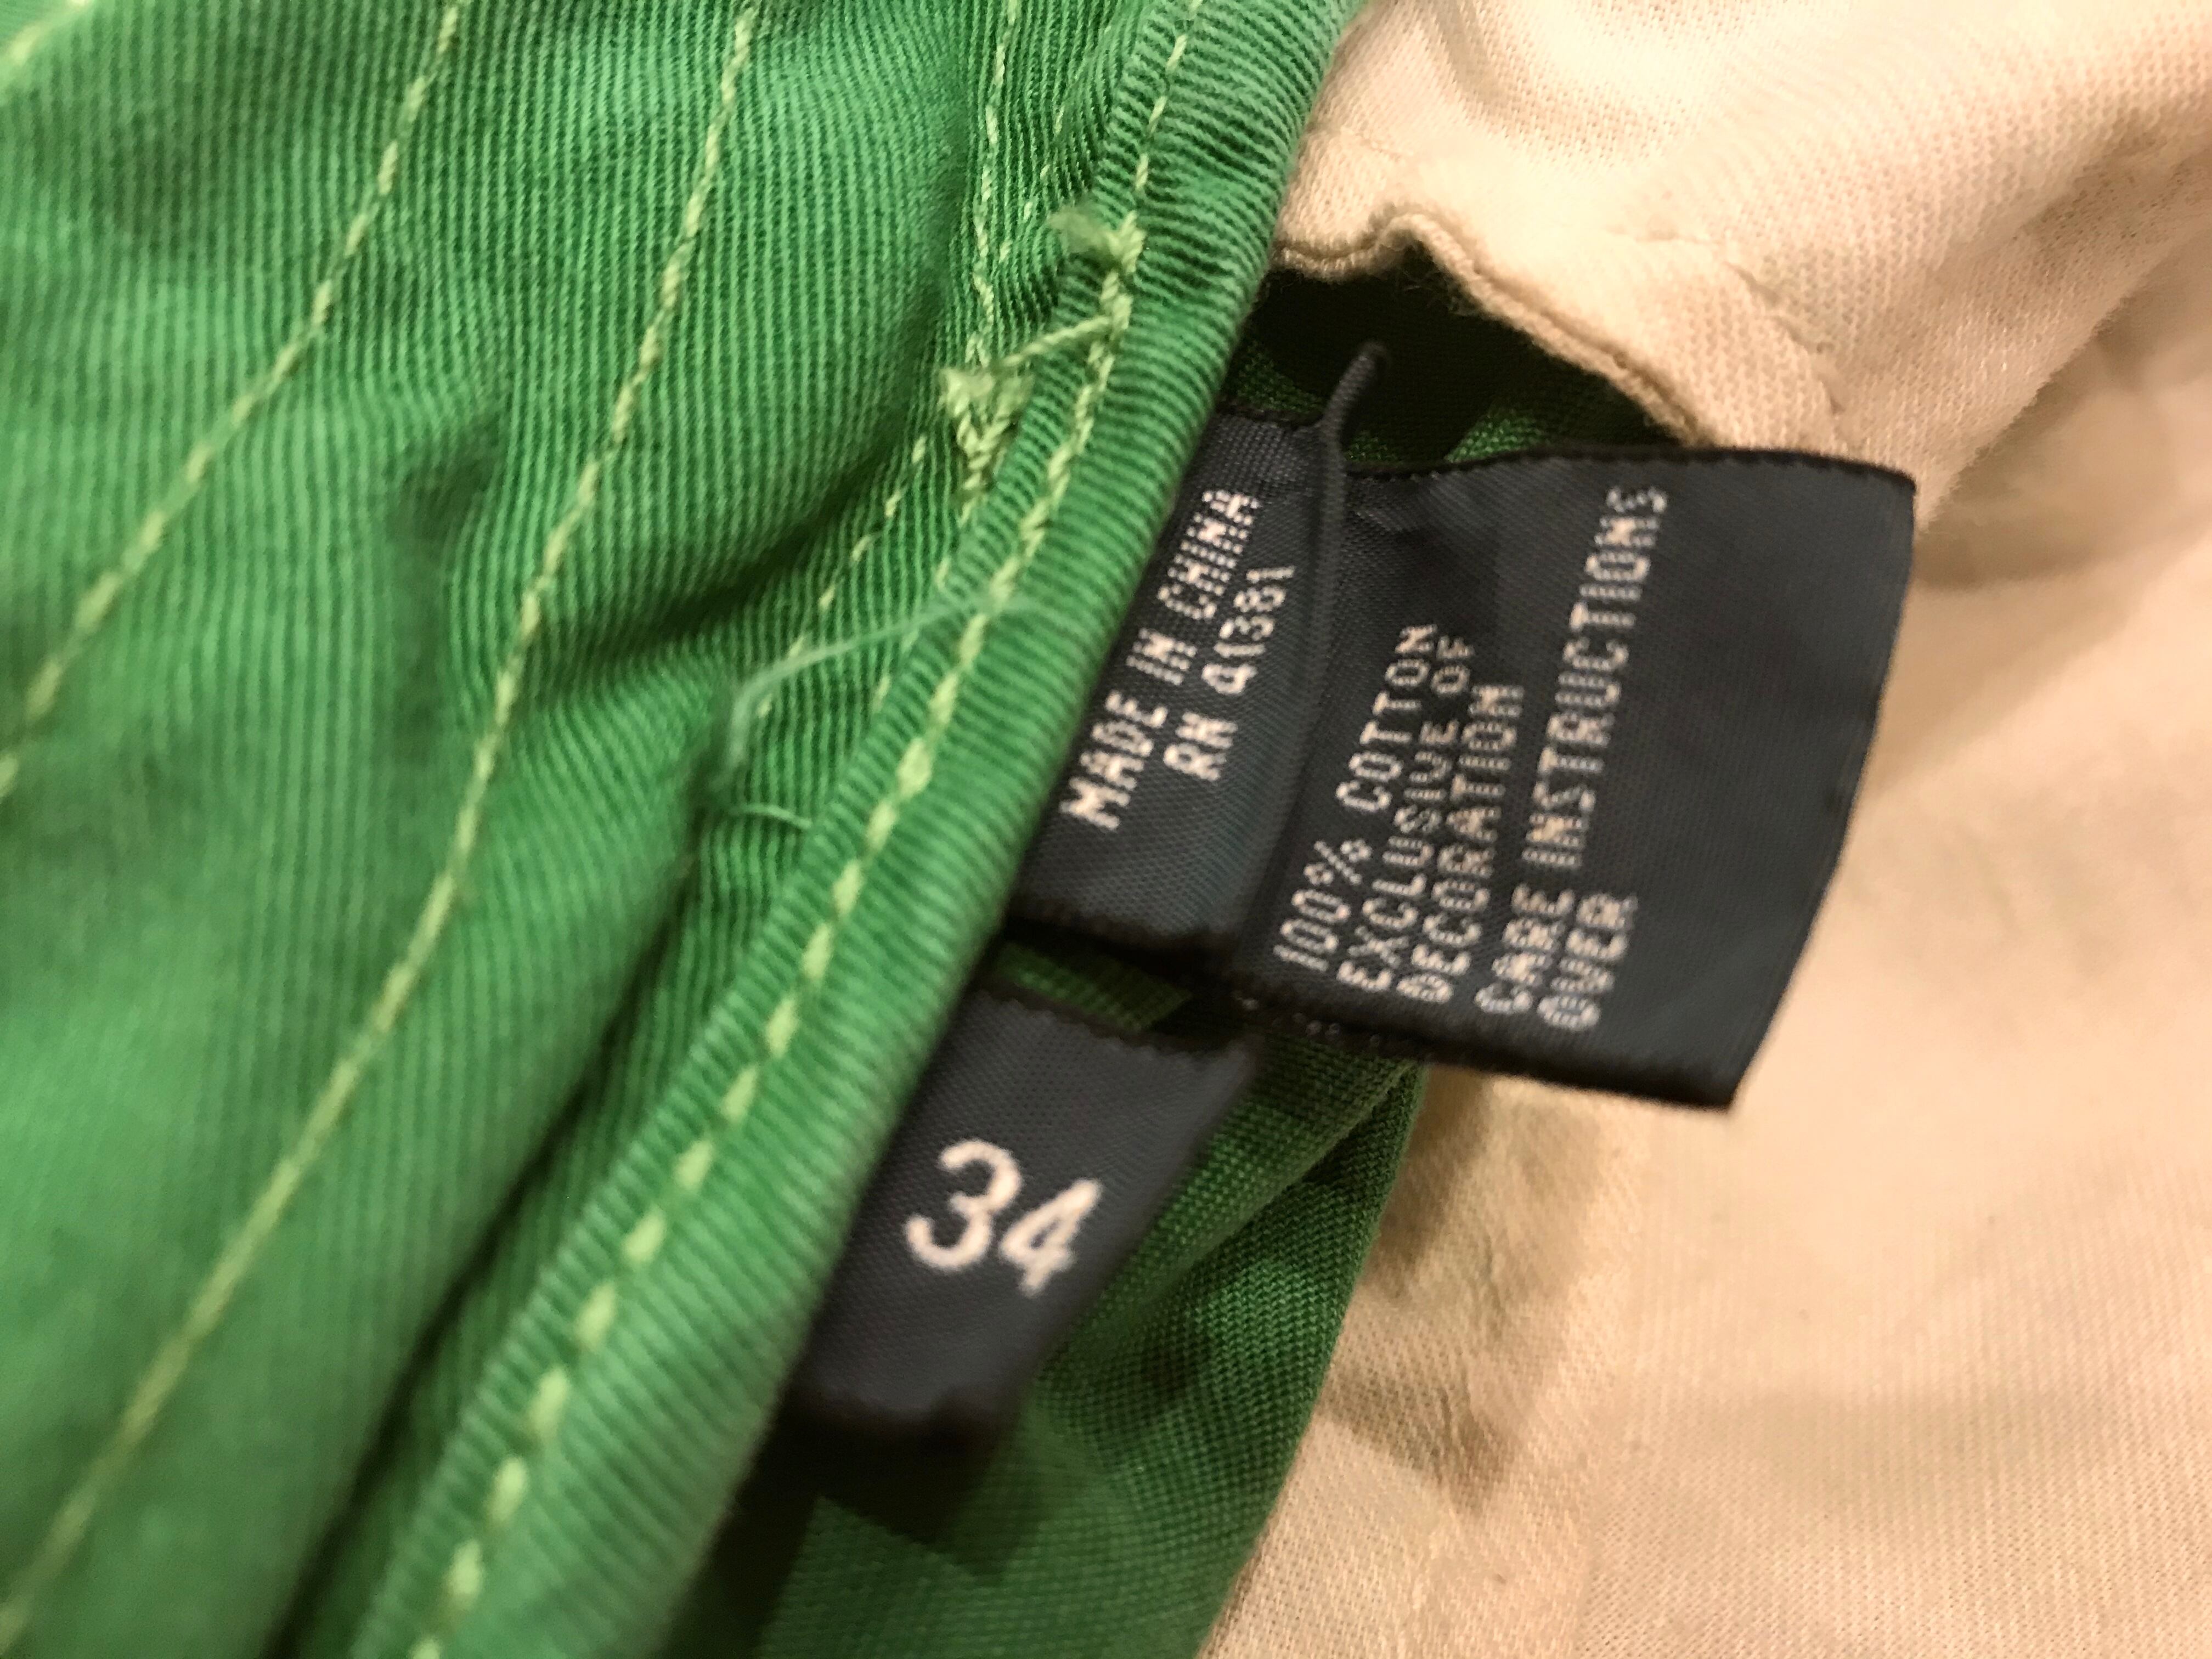 MADE IN CHINA
RN 41381
100% COTTON
EXCLUSIVE OF
DECORATION
CARE INSTRUCTIONS
OVER
34